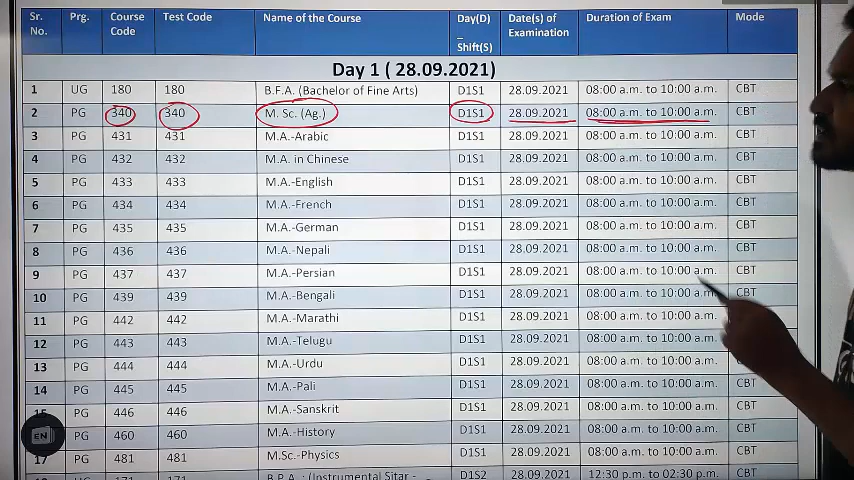 Sr. No. Prg. Course Code Test Code Name of the Course Day(D) _ Shift(S) Date(s) of Examination Duration of Exam Mode
Day 1 ( 28.09.2021)
1 UG 180 180 B.F.A. (Bachelor of Fine Arts) D1S1 28.09.2021 08:00 a.m. to 10:00 a.m. CBT
2 PG 340 340 M. Sc. (Ag.) D1S1 28.09.2021 08:00 a.m. to 10:00 a.m. CBT
3 PG 431 431 M.A.-Arabic D1S1 28.09.2021 08:00 a.m. to 10:00 a.m. CBT
4 PG 432 432 M.A. in Chinese D1S1 28.09.2021 08:00 a.m. to 10:00 a.m. CBT
5 PG 433 433 M.A.-English D1S1 28.09.2021 08:00 a.m. to 10:00 a.m. CBT
6 PG 434 434 M.A.-French D1S1 28.09.2021 08:00 a.m. to 10:00 a.m. CBT
7 PG 435 435 M.A.-German D1S1 28.09.2021 08:00 a.m. to 10:00 a.m. CBT
8 PG 436 436 M.A.-Nepali D1S1 28.09.2021 08:00 a.m. to 10:00 a.m. CBT
9 PG 437 437 M.A.-Persian D1S1 28.09.2021 08:00 a.m. to 10:00 a.m. CBT
10 PG 439 439 M.A.-Bengali D1S1 28.09.2021 08:00 a.m. to 10:00 a.m. CBT
11 PG 442 442 M.A.-Marathi D1S1 28.09.2021 08:00 a.m. to 10:00 a.m. CBT
12 PG 443 443 M.A.-Telugu D1S1 28.09.2021 08:00 a.m. to 10:00 a.m. CBT
13 PG 444 444 M.A.-Urdu D1S1 28.09.2021 08:00 a.m. to 10:00 a.m. CBT
14 PG 445 445 M.A.-Pali D1S1 28.09.2021 08:00 a.m. to 10:00 a.m. CBT
15 PG 446 446 M.A.-Sanskrit D1S1 28.09.2021 08:00 a.m. to 10:00 a.m. CBT
EN PG 460 460 M.A.-History D1S1 28.09.2021 08:00 a.m. to 10:00 a.m. CBT
17 PG 481 481 M.Sc.-Physics D1S1 28.09.2021 08:00 a.m. to 10:00 a.m. CBT
171 171 B.P.A. : (Instrumental Sitar - D1S2 28.09.2021 12:30 p.m. to 02:30 p.m. CBT